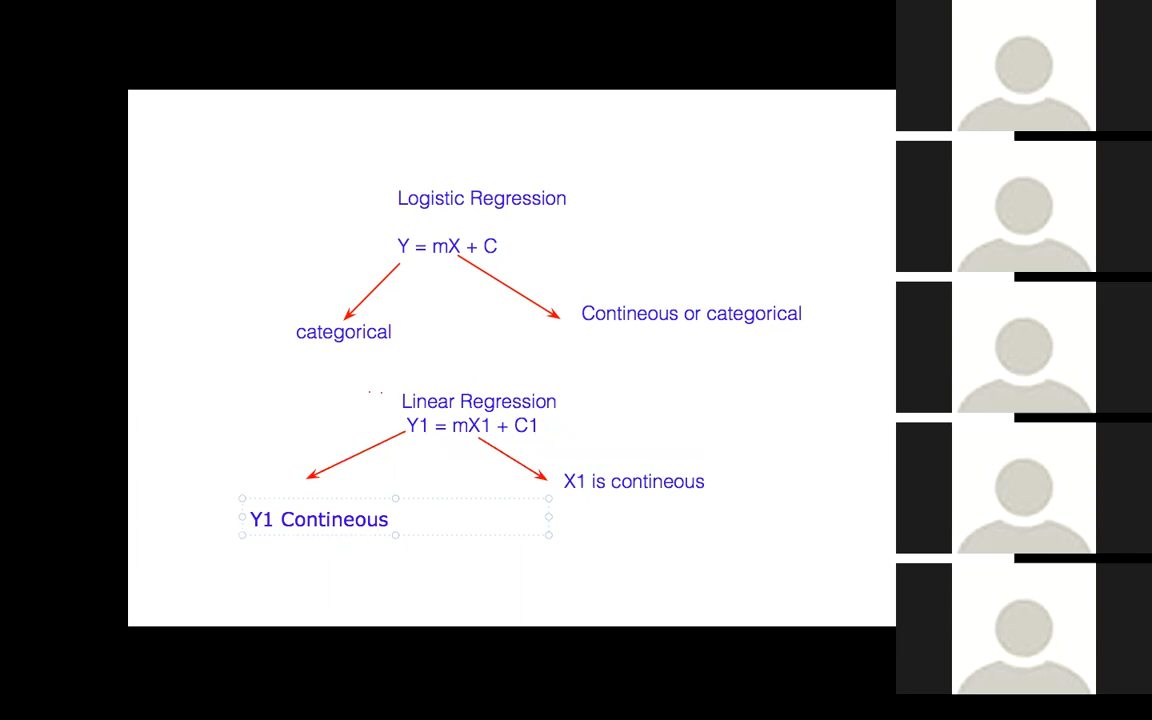 Logistic Regression
Y = mX + C
Contineous or categorical
categorical
Linear Regression
Y1 = mX1 + C1
X1 is contineous
Y1 Contineous